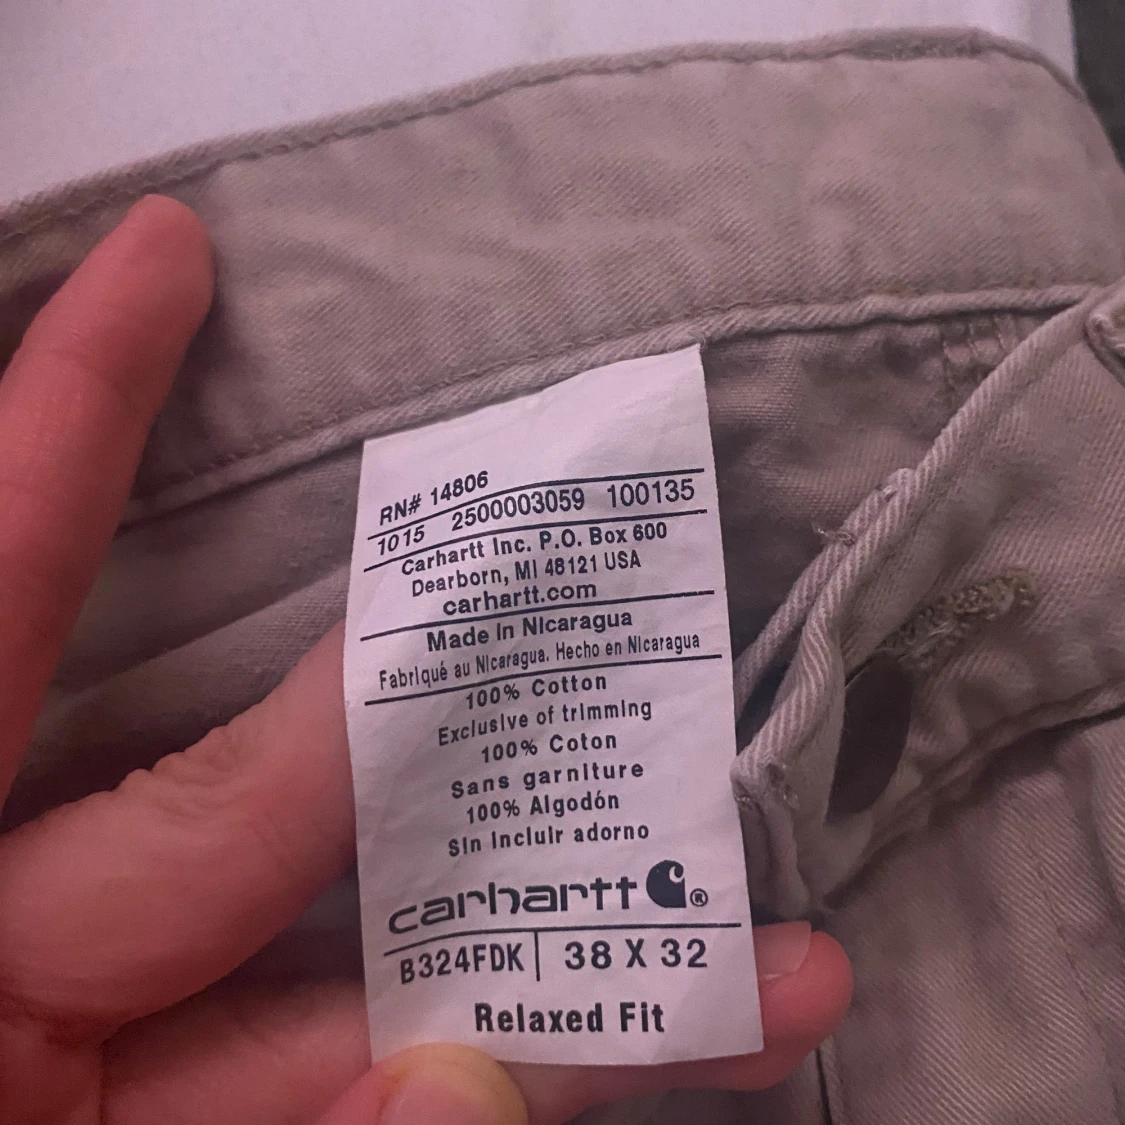 RN# 14806
1015 2500003059 100135
Carhartt Inc. P.O. Box 600
Dearborn, MI 48121 USA
carhartt.com
Made in Nicaragua
Fabriqué au Nicaragua. Hecho en Nicaragua
100% Cotton
Exclusive of trimming
100% Coton
Sans garniture
100% Algodón
Sin incluir adorno
carhartt ®
B324FDK 38 X 32
Relaxed Fit